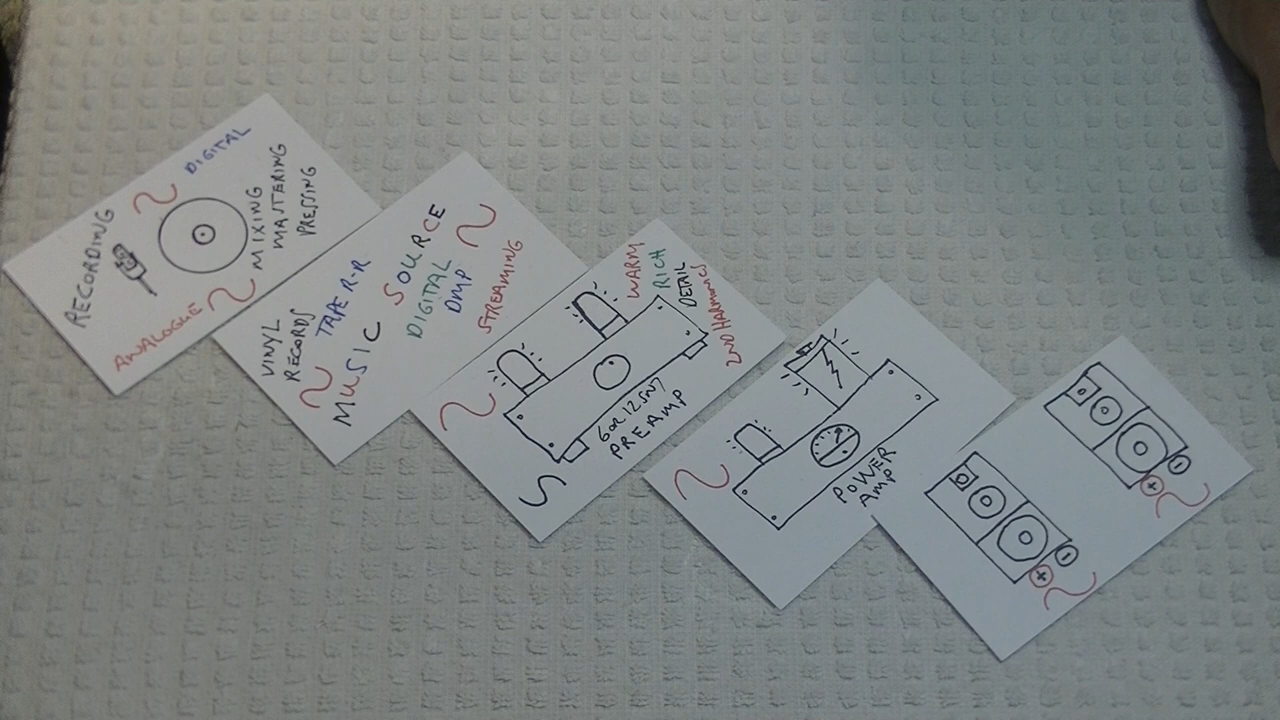 RECORDING
DIGITAL
ANALOGUE
MIXING
MASTERING
PRESSING
VINYL
RECORDS
TAPE R-R
MUSIC SOURCE
DIGITAL
DMP
STREAMING
WARM
RICH
DETAIL
2ND HARMONICS
6 OR 12SN7
PREAMP
POWER
AMP
+ -
+ -